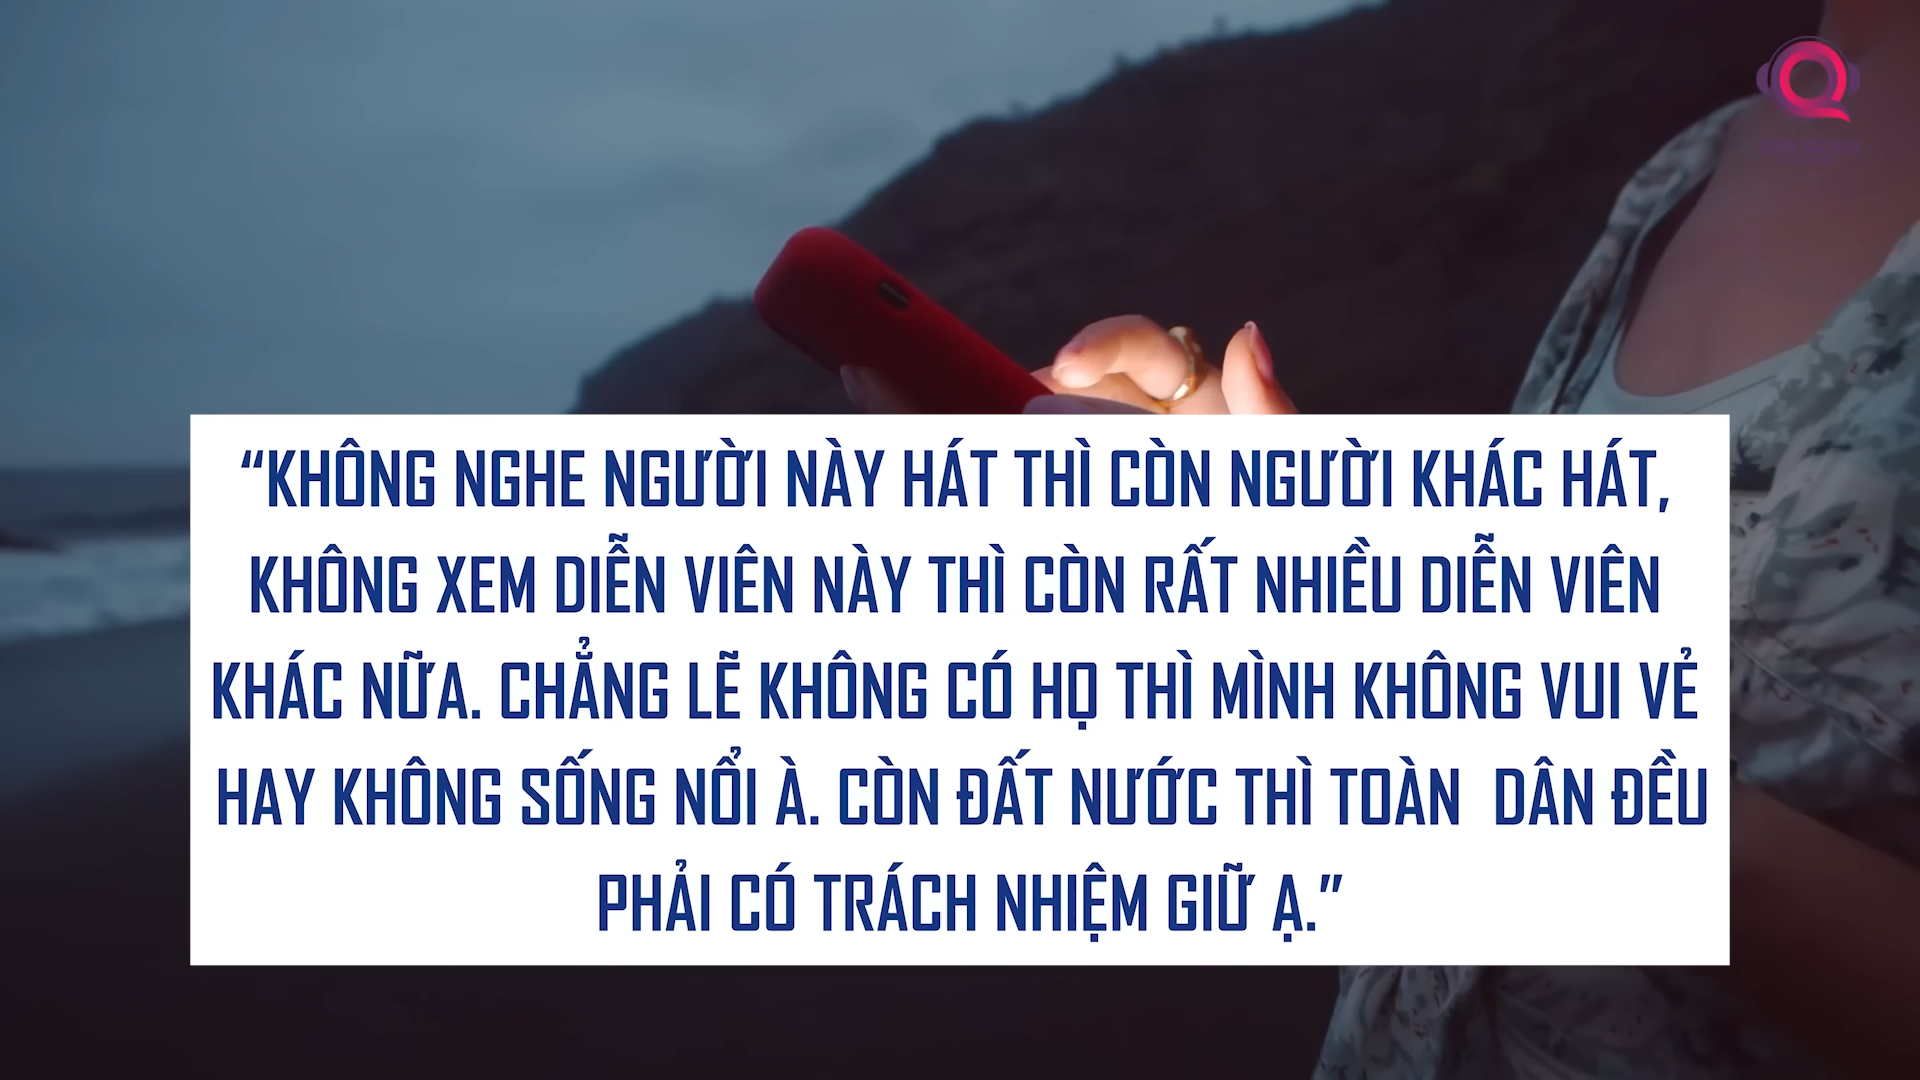 “KHÔNG NGHE NGƯỜI NÀY HÁT THÌ CÒN NGƯỜI KHÁC HÁT,
KHÔNG XEM DIỄN VIÊN NÀY THÌ CÒN RẤT NHIỀU DIỄN VIÊN
KHÁC NỮA. CHẲNG LẼ KHÔNG CÓ HỌ THÌ MÌNH KHÔNG VUI VẺ
HAY KHÔNG SỐNG NỔI À. CÒN ĐẤT NƯỚC THÌ TOÀN DÂN ĐỀU
PHẢI CÓ TRÁCH NHIỆM GIỮ Ạ.”